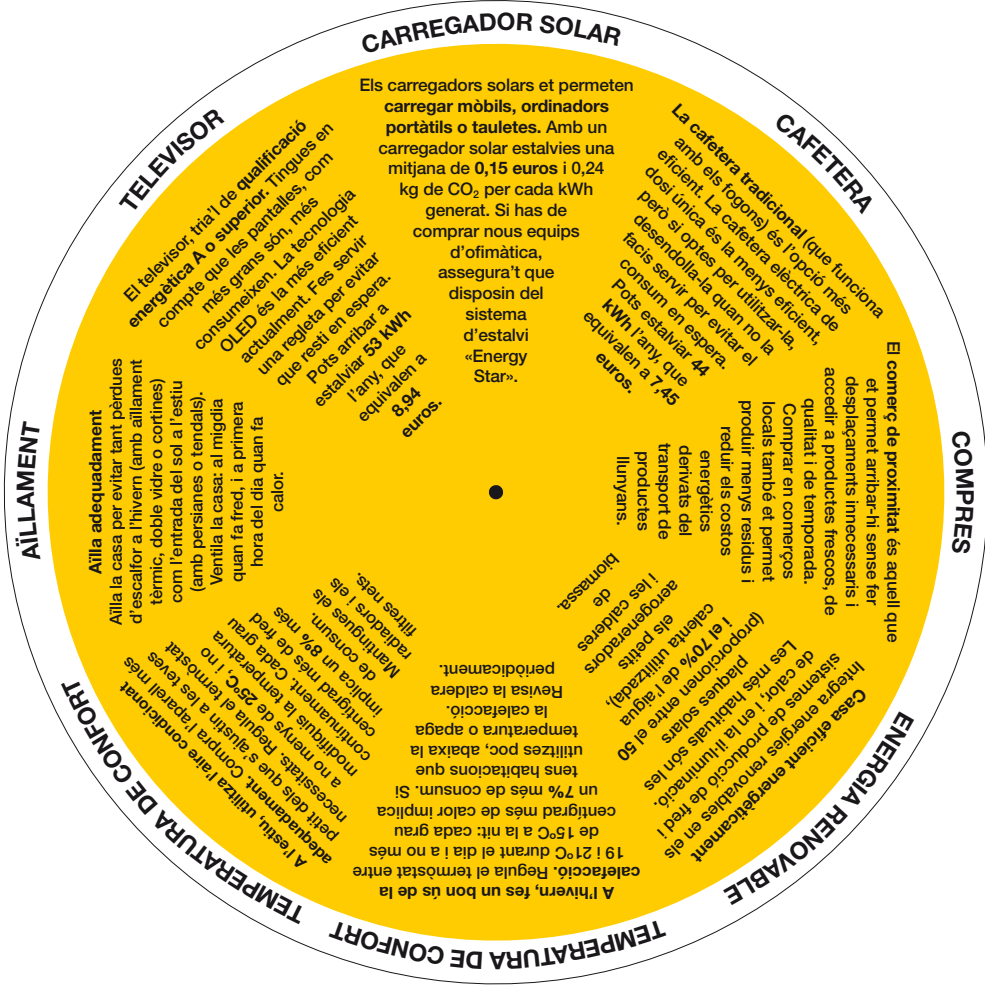 CARREGADOR SOLAR
Els carregadors solars et permeten
carregar mòbils, ordinadors
portàtils o tauletes. Amb un
carregador solar estalvies una
mitjana de 0,15 euros i 0,24
kg de CO₂ per cada kWh
generat. Si has de
comprar nous equips
d’ofimàtica,
assegura’t que
disposin del
sistema
d’estalvi
«Energy
Star».
CAFETERA
La cafetera tradicional (que funciona
amb els fogons) és l’opció més
eficient. La cafetera elèctrica de
dosi única és la menys eficient,
però si optes per utilitzar-la,
desendolla-la quan no la
facis servir per evitar el
consum en espera.
Pots estalviar 44
kWh l’any, que
equivalen a 7,45
euros.
COMPRES
El comerç de proximitat és aquell que
et permet arribar-hi sense fer
desplaçaments innecessaris i
accedir a productes frescos, de
qualitat i de temporada.
Comprar en comerços
locals també et permet
produir menys residus i
reduir els costos
energètics
derivats del
transport de
productes
llunyans.
ENERGIA RENOVABLE
Casa eficient energèticament
Integra energies renovables en els
sistemes de producció de fred i
de calor, i en la il·luminació.
Les més habituals són les
plaques solars
(proporcionen entre el 50
i el 70% de l’aigua
calenta utilitzada),
els petits
aerogeneradors
i les calderes
de
biomassa.
TEMPERATURA DE CONFORT
A l’hivern, fes un bon ús de la
calefacció. Regula el termòstat entre
19 i 21ºC durant el dia i a no més
de 15ºC a la nit: cada grau
centígrad més de calor implica
un 7% més de consum. Si
tens habitacions que
utilitzes poc, abaixa la
temperatura o apaga
la calefacció.
Revisa la caldera
periòdicament.
TEMPERATURA DE CONFORT
A l’estiu, utilitza l’aire condicionat
adequadament. Compra l’aparell més
petit dels que s’ajustin a les teves
necessitats. Regula el termòstat
a no menys de 25ºC, i no
modifiquis la temperatura
contínuament. Cada grau
centígrad més de fred
implica un 8% més
de consum.
Mantingues els
radiadors i els
filtres nets.
AÏLLAMENT
Aïlla adequadament
Aïlla la casa per evitar tant pèrdues
d’escalfor a l’hivern (amb aïllament
tèrmic, doble vidre o cortines)
com l’entrada del sol a l’estiu
(amb persianes o tendals).
Ventila la casa: al migdia
quan fa fred, i a primera
hora del dia quan fa
calor.
TELEVISOR
El televisor, tria’l de qualificació
energètica A o superior. Tingues en
compte que les pantalles, com
més grans són, més
consumeixen. La tecnologia
OLED és la més eficient
actualment. Fes servir
una regleta per evitar
que resti en espera.
Pots arribar a
estalviar 53 kWh
l’any, que
equivalen a
8,94
euros.